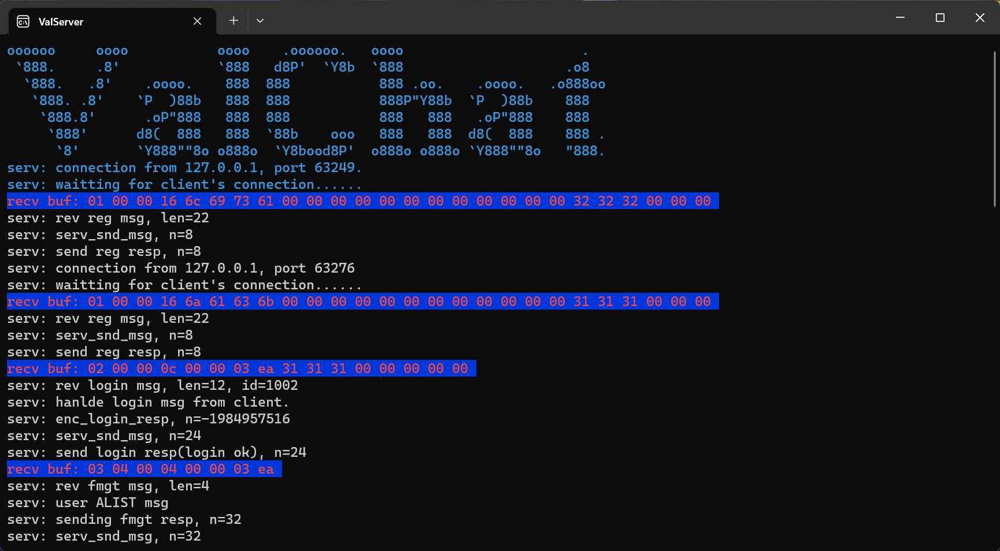 ValServer
oooooo     oooo           oooo    .oooooo.   oooo                      .
 `888.     .8'            `888   d8P'  `Y8b  `888                    .o8
  `888.   .8'    .oooo.    888  888           888 .oo.    .oooo.   .o888oo
   `888. .8'    `P  )88b   888  888           888P"Y88b  `P  )88b    888
    `888.8'      .oP"888   888  888           888   888   .oP"888    888
     `888'      d8(  888   888  `88b    ooo   888   888  d8(  888    888 .
      `8'       `Y888""8o o888o  `Y8bood8P'  o888o o888o `Y888""8o   "888.
serv: connection from 127.0.0.1, port 63249.
serv: waitting for client's connection......
recv buf: 01 00 00 16 6c 69 73 61 00 00 00 00 00 00 00 00 00 00 00 00 32 32 32 00 00 00
serv: rev reg msg, len=22
serv: serv_snd_msg, n=8
serv: send reg resp, n=8
serv: connection from 127.0.0.1, port 63276
serv: waitting for client's connection......
recv buf: 01 00 00 16 6a 61 63 6b 00 00 00 00 00 00 00 00 00 00 00 00 31 31 31 00 00 00
serv: rev reg msg, len=22
serv: serv_snd_msg, n=8
serv: send reg resp, n=8
recv buf: 02 00 00 0c 00 00 03 ea 31 31 31 00 00 00 00 00
serv: rev login msg, len=12, id=1002
serv: hanlde login msg from client.
serv: enc_login_resp, n=-1984957516
serv: serv_snd_msg, n=24
serv: send login resp(login ok), n=24
recv buf: 03 04 00 04 00 00 03 ea
serv: rev fmgt msg, len=4
serv: user ALIST msg
serv: sending fmgt resp, n=32
serv: serv_snd_msg, n=32